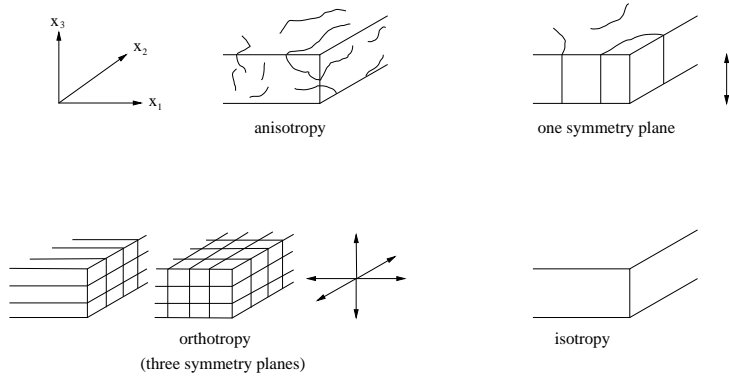 x3
x2
x1
anisotropy
one symmetry plane
orthotropy
(three symmetry planes)
isotropy